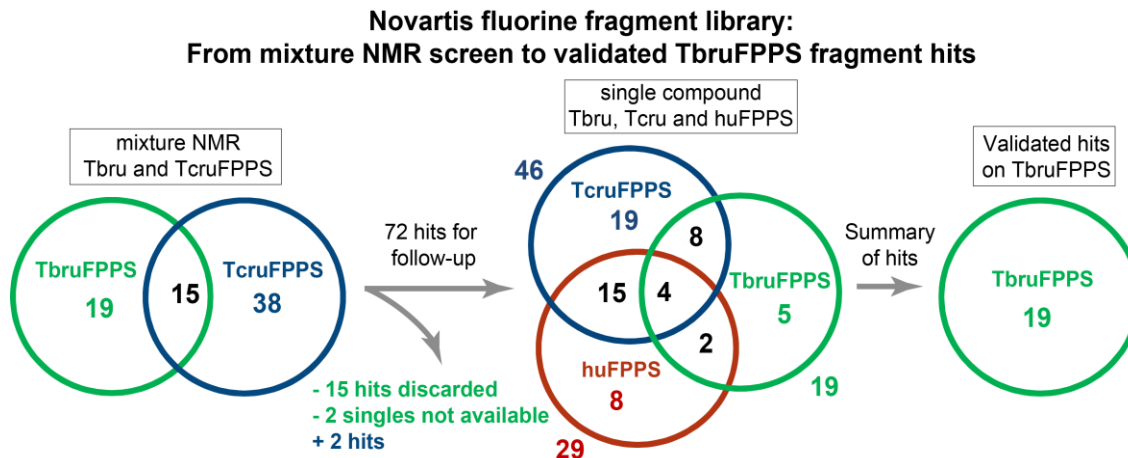 Novartis fluorine fragment library:
From mixture NMR screen to validated TbruFPPS fragment hits
mixture NMR
Tbru and TcruFPPS
TbruFPPS
19
15
TcruFPPS
38
72 hits for
follow-up
- 15 hits discarded
- 2 singles not available
+ 2 hits
single compound
Tbru, Tcru and huFPPS
46
TcruFPPS
19
8
15
4
TbruFPPS
5
2
huFPPS
8
19
29
Summary
of hits
Validated hits
on TbruFPPS
TbruFPPS
19